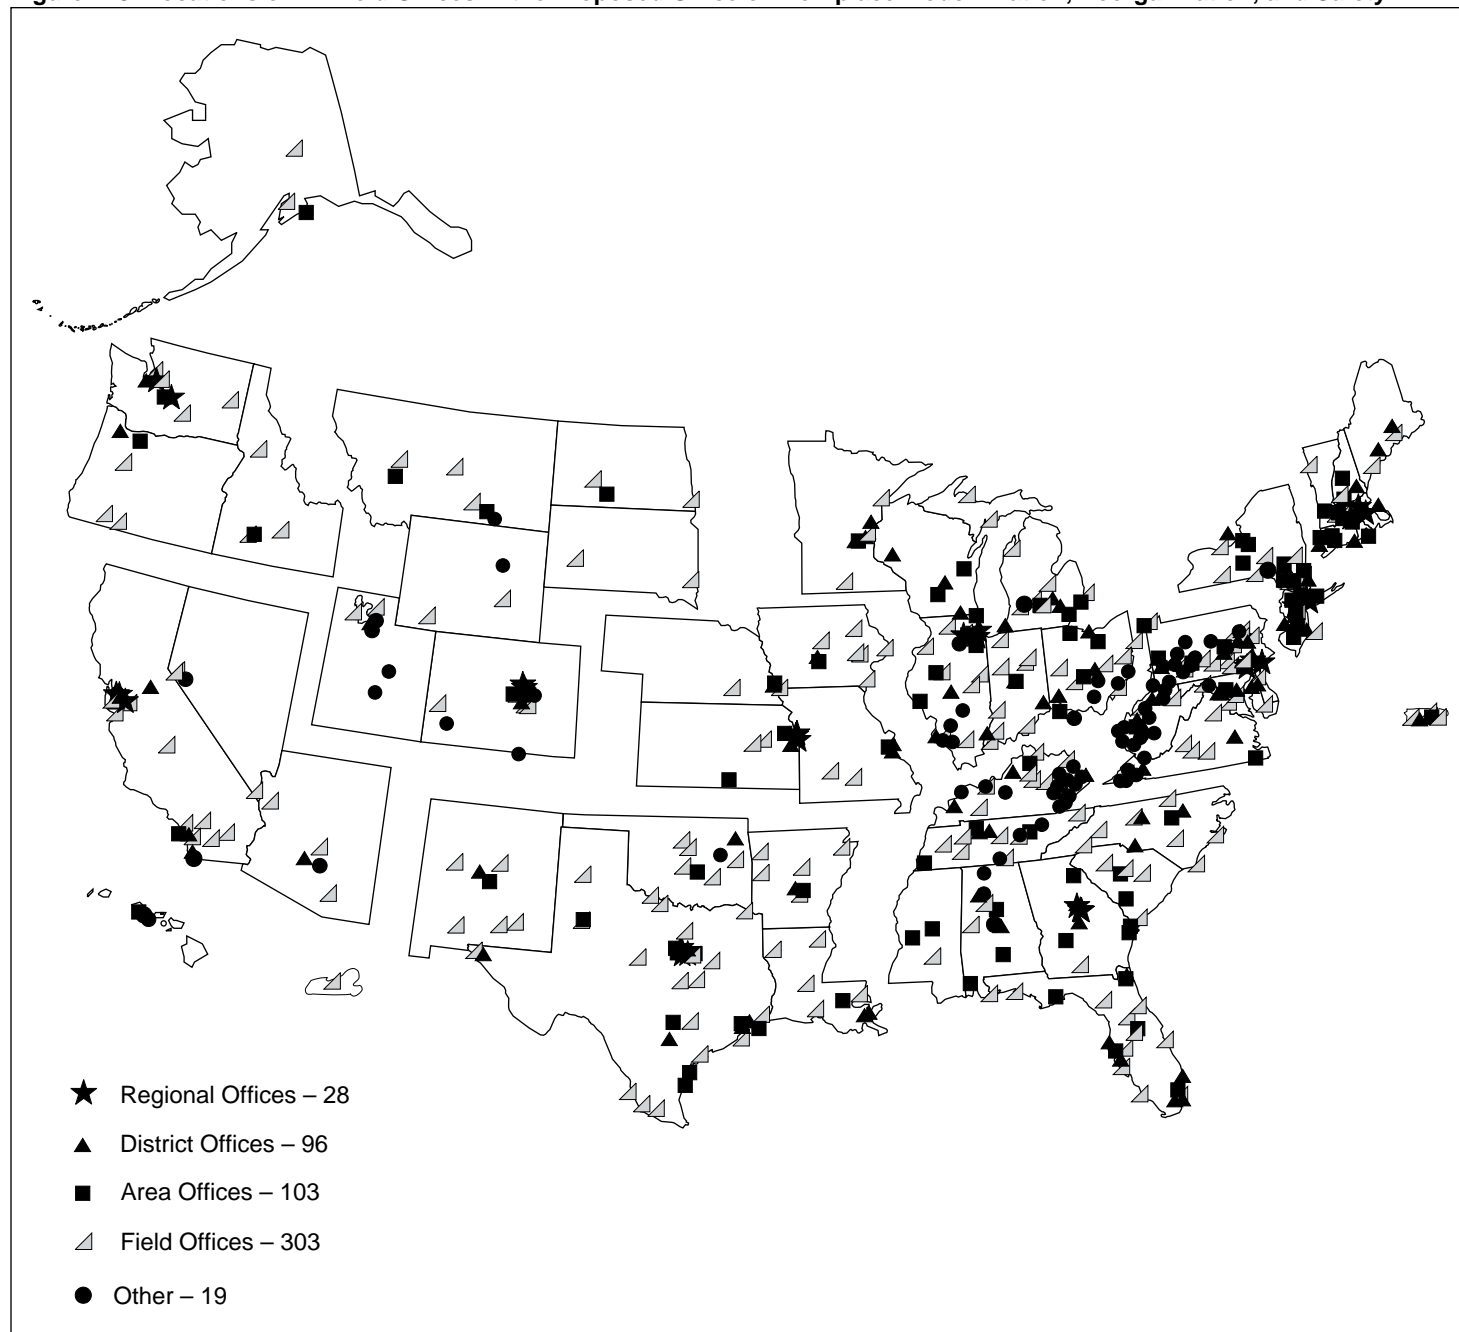 Regional Offices – 28
District Offices – 96
Area Offices – 103
Field Offices – 303
Other – 19